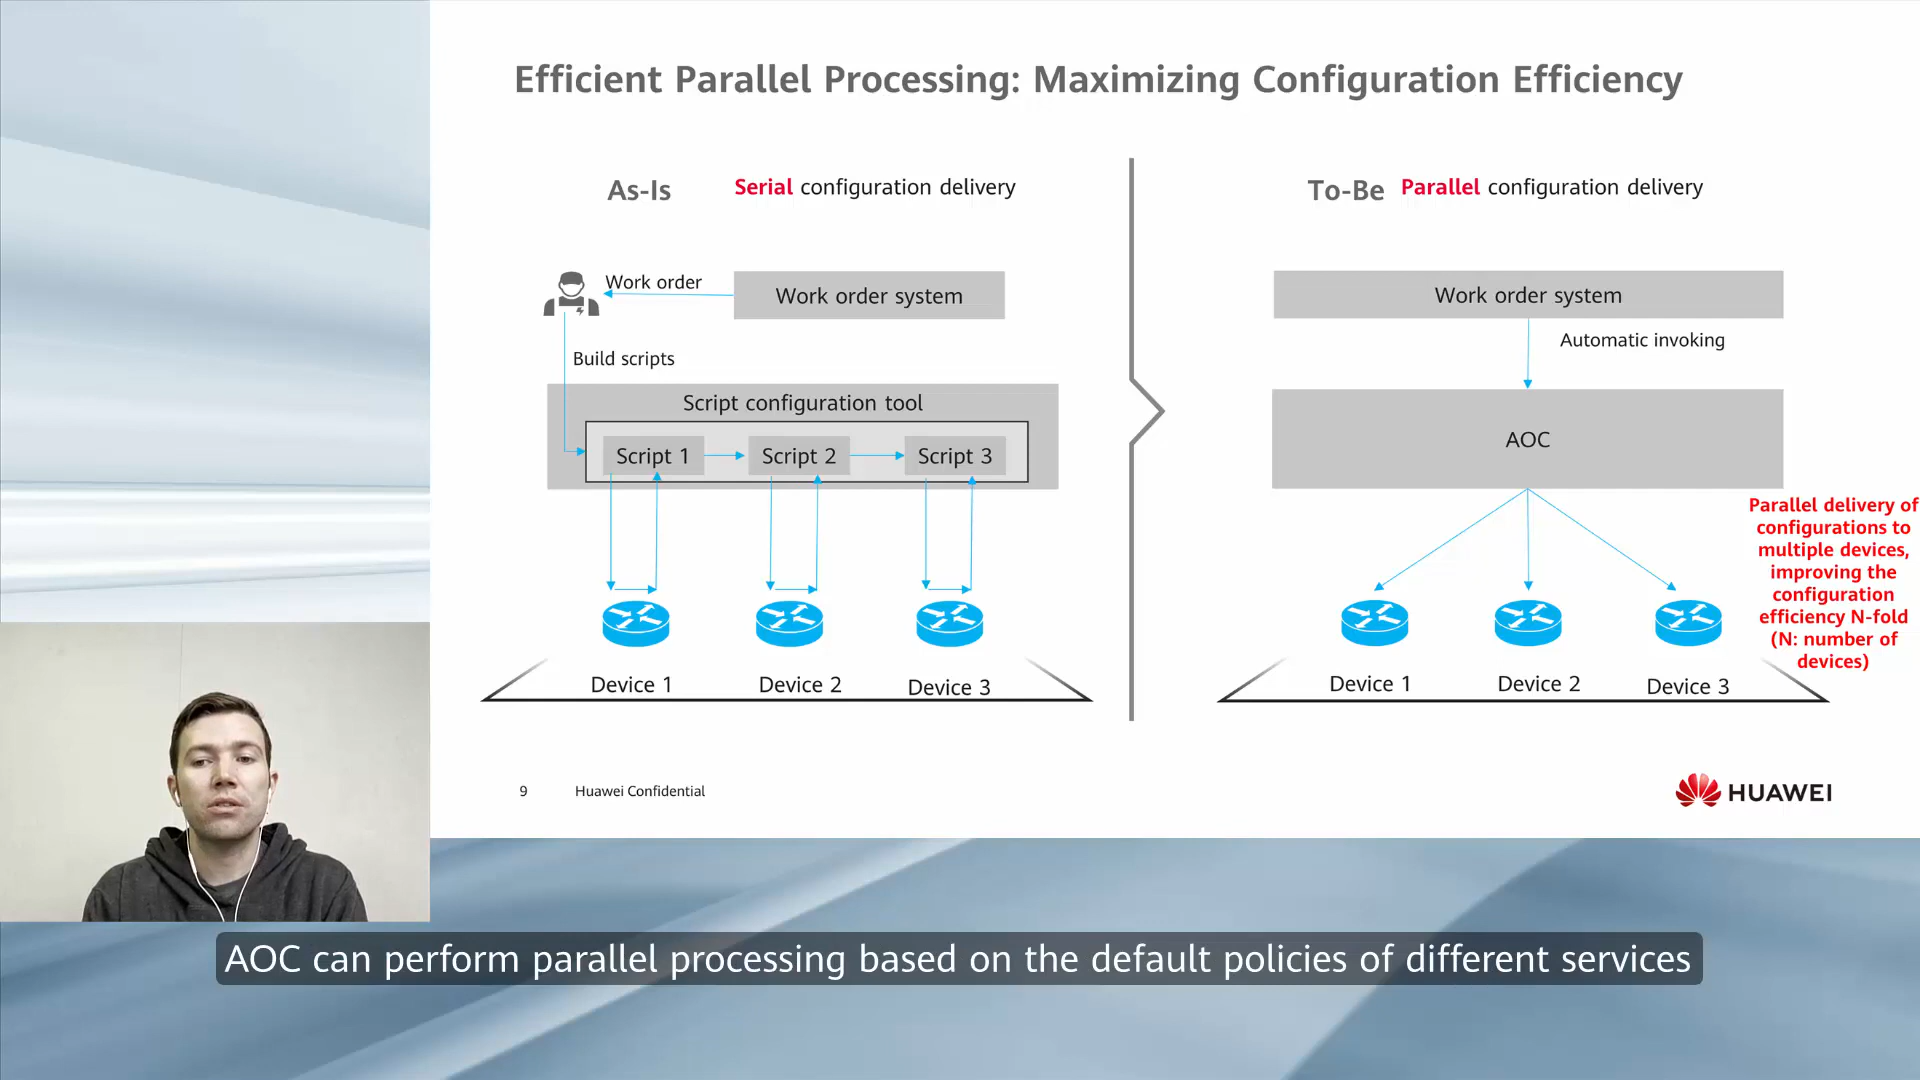 Efficient Parallel Processing: Maximizing Configuration Efficiency
As-Is
Serial configuration delivery
Work order
Work order system
Build scripts
Script configuration tool
Script 1
Script 2
Script 3
Device 1
Device 2
Device 3
To-Be
Parallel configuration delivery
Work order system
Automatic invoking
AOC
Parallel delivery of
configurations to
multiple devices,
improving the
configuration
efficiency N-fold
(N: number of
devices)
Device 1
Device 2
Device 3
9
Huawei Confidential
HUAWEI
AOC can perform parallel processing based on the default policies of different services